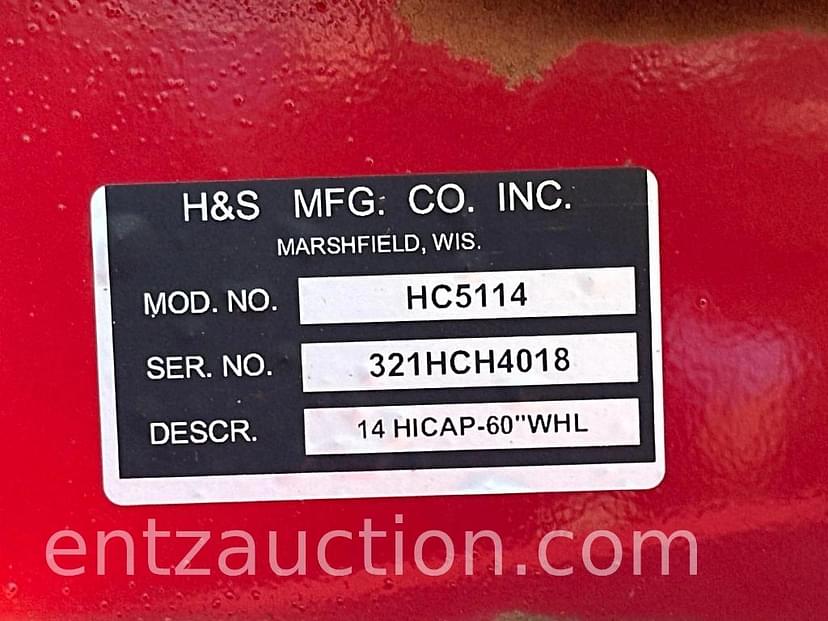 H&S MFG. CO. INC.
MARSHFIELD, WIS.
MOD. NO. HC5114
SER. NO. 321HCH4018
DESCR. 14 HICAP-60"WHL
entzauction.com